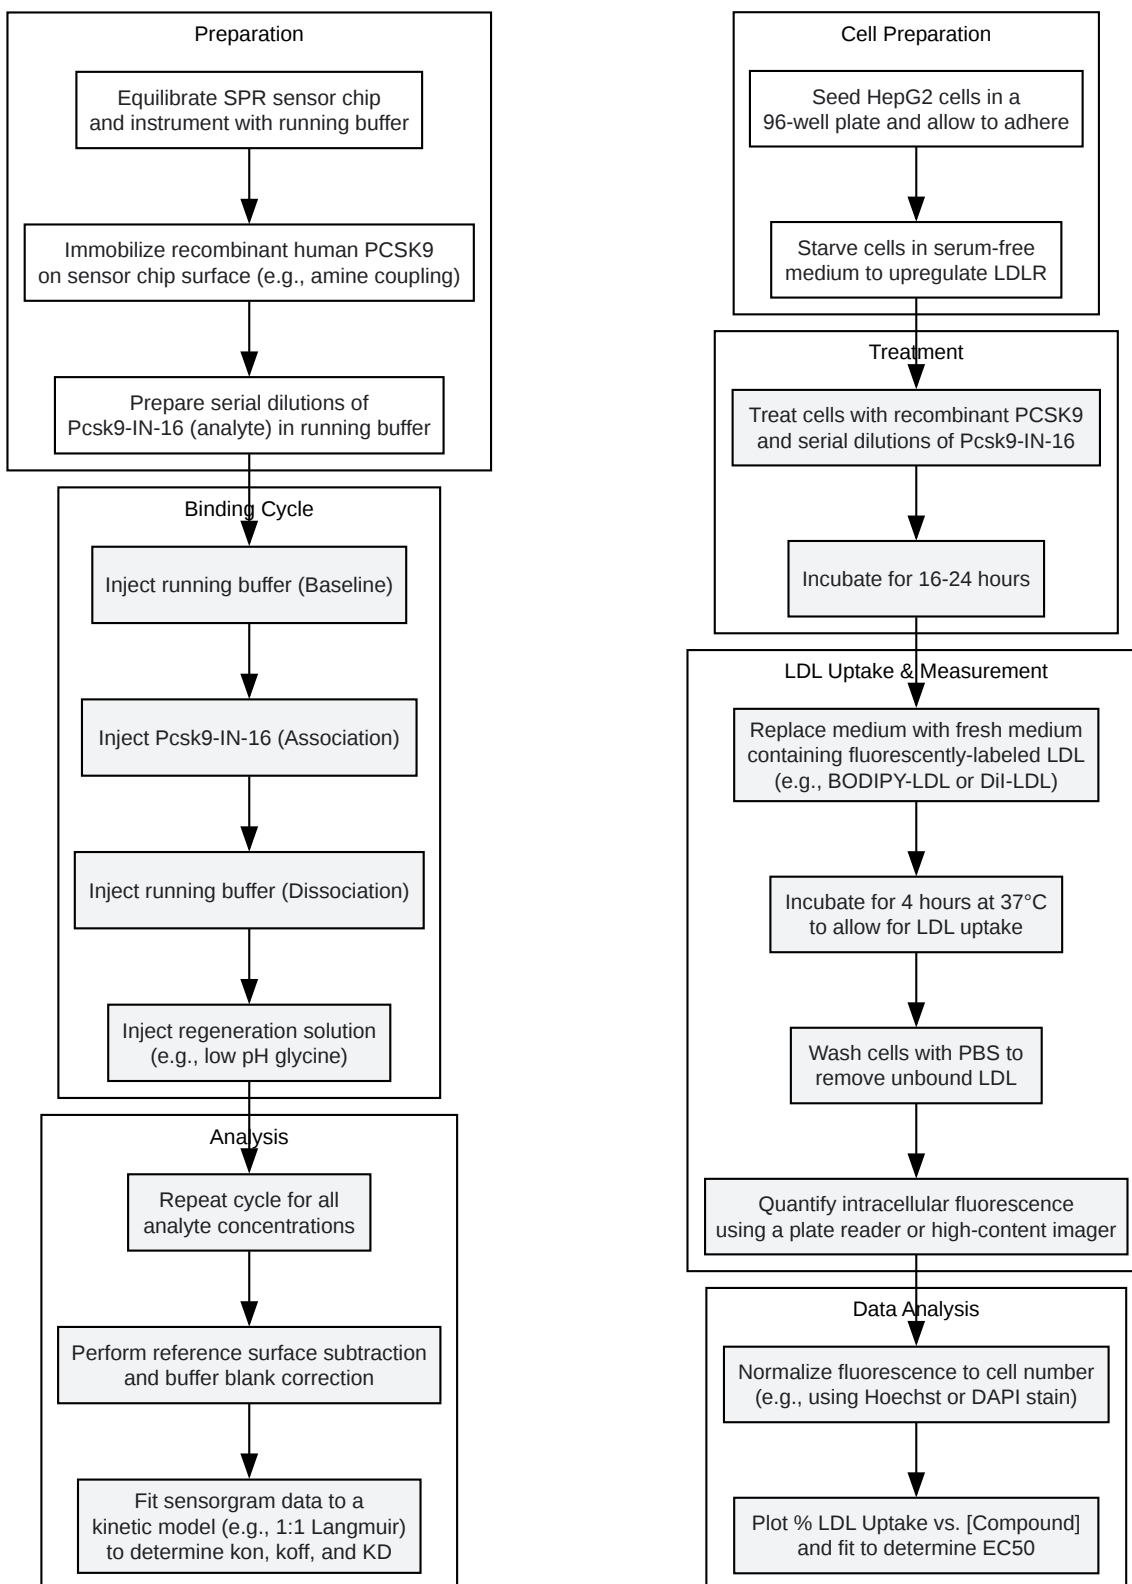 Preparation
Equilibrate SPR sensor chip
and instrument with running buffer
Immobilize recombinant human PCSK9
on sensor chip surface (e.g., amine coupling)
Prepare serial dilutions of
Pcsk9-IN-16 (analyte) in running buffer
Binding Cycle
Inject running buffer (Baseline)
Inject Pcsk9-IN-16 (Association)
Inject running buffer (Dissociation)
Inject regeneration solution
(e.g., low pH glycine)
Analysis
Repeat cycle for all
analyte concentrations
Perform reference surface subtraction
and buffer blank correction
Fit sensorgram data to a
kinetic model (e.g., 1:1 Langmuir)
to determine kon, koff, and KD
Cell Preparation
Seed HepG2 cells in a
96-well plate and allow to adhere
Starve cells in serum-free
medium to upregulate LDLR
Treatment
Treat cells with recombinant PCSK9
and serial dilutions of Pcsk9-IN-16
Incubate for 16-24 hours
LDL Uptake & Measurement
Replace medium with fresh medium
containing fluorescently-labeled LDL
(e.g., BODIPY-LDL or DiI-LDL)
Incubate for 4 hours at 37°C
to allow for LDL uptake
Wash cells with PBS to
remove unbound LDL
Quantify intracellular fluorescence
using a plate reader or high-content imager
Data Analysis
Normalize fluorescence to cell number
(e.g., using Hoechst or DAPI stain)
Plot % LDL Uptake vs. [Compound]
and fit to determine EC50